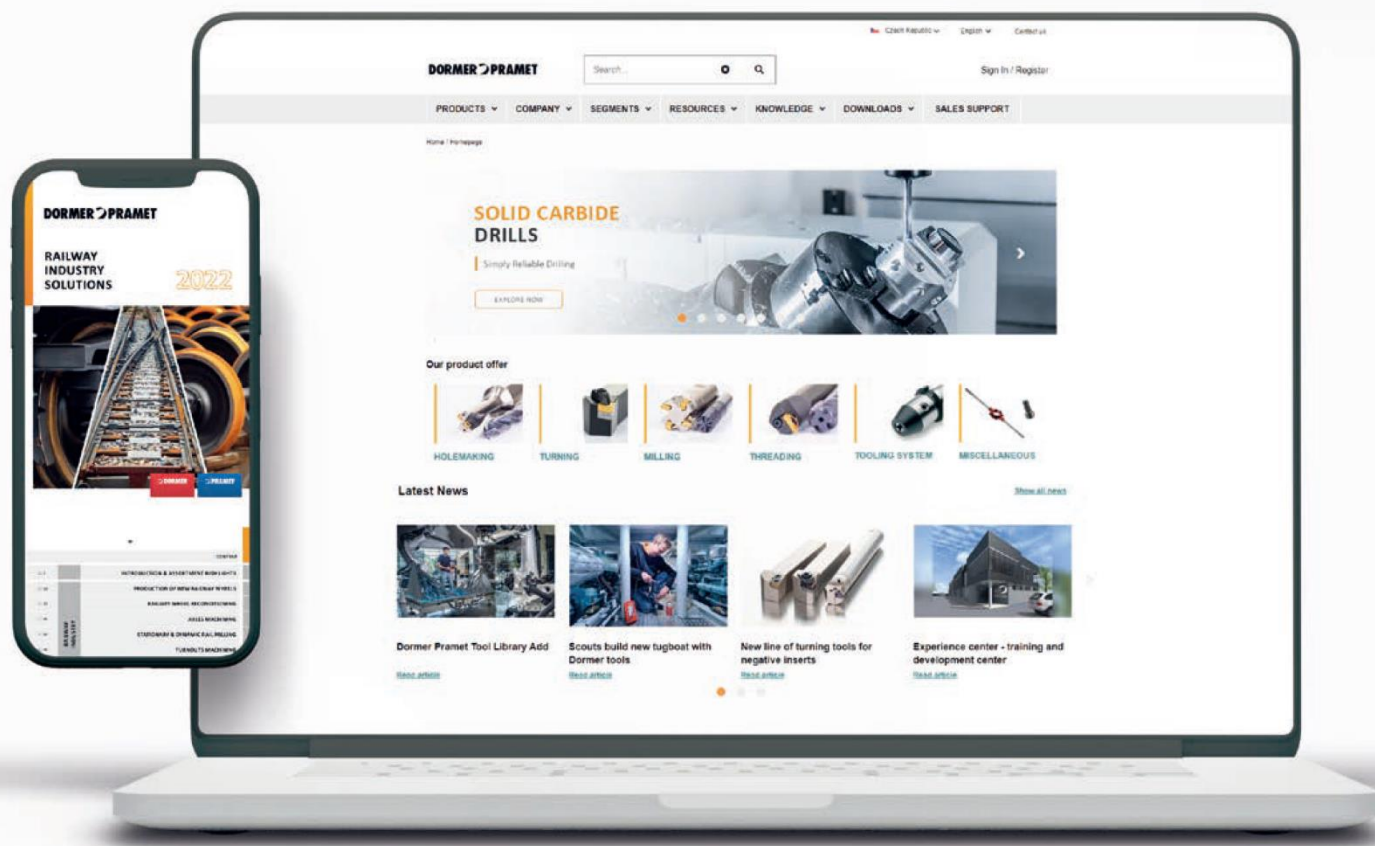 Czech Republic English Contact us
DORMER PRAMET Search... Sign In / Register
PRODUCTS COMPANY SEGMENTS RESOURCES KNOWLEDGE DOWNLOADS SALES SUPPORT
Home / Homepage
SOLID CARBIDE
DRILLS
Simply Reliable Drilling
EXPLORE NOW
Our product offer
HOLEMAKING TURNING MILLING THREADING TOOLING SYSTEM MISCELLANEOUS
Latest News Show all news
Dormer Pramet Tool Library Add
Read article
Scouts build new tugboat with
Dormer tools
Read article
New line of turning tools for
negative inserts
Read article
Experience center - training and
development center
Read article
DORMER PRAMET
RAILWAY
INDUSTRY
SOLUTIONS
2022
DORMER PRAMET
INTRODUCTION & ASSORTMENT HIGHLIGHTS
PRODUCTION OF NEW RAILWAY WHEELS
RAILWAY WHEEL RECONDITIONING
AXLES MACHINING
STATIONARY & DYNAMIC RAIL MILLING
TURNOUTS MACHINING
RAILWAY
INDUSTRY